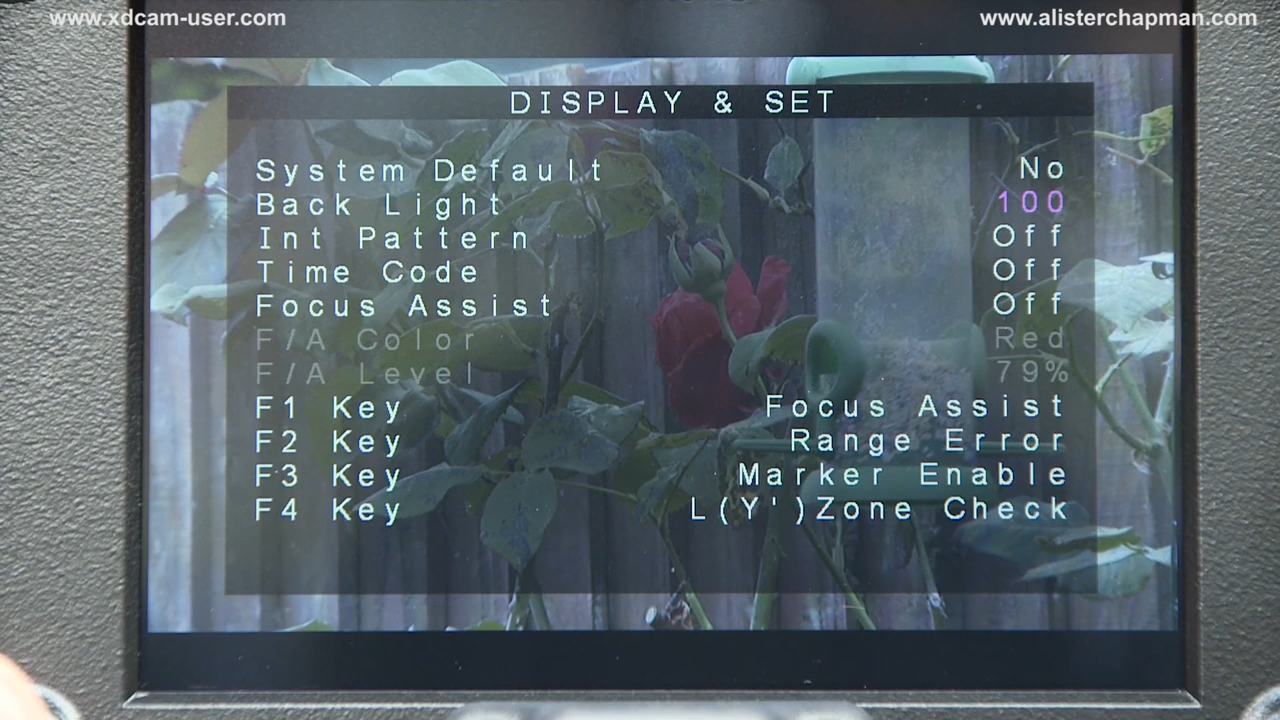 www.xdcam-user.com www.alisterchapman.com
DISPLAY & SET
System Default No
Back Light 100
Int Pattern Off
Time Code Off
Focus Assist Off
F/A Color Red
F/A Level 79%
F1 Key Focus Assist
F2 Key Range Error
F3 Key Marker Enable
F4 Key L(Y')Zone Check